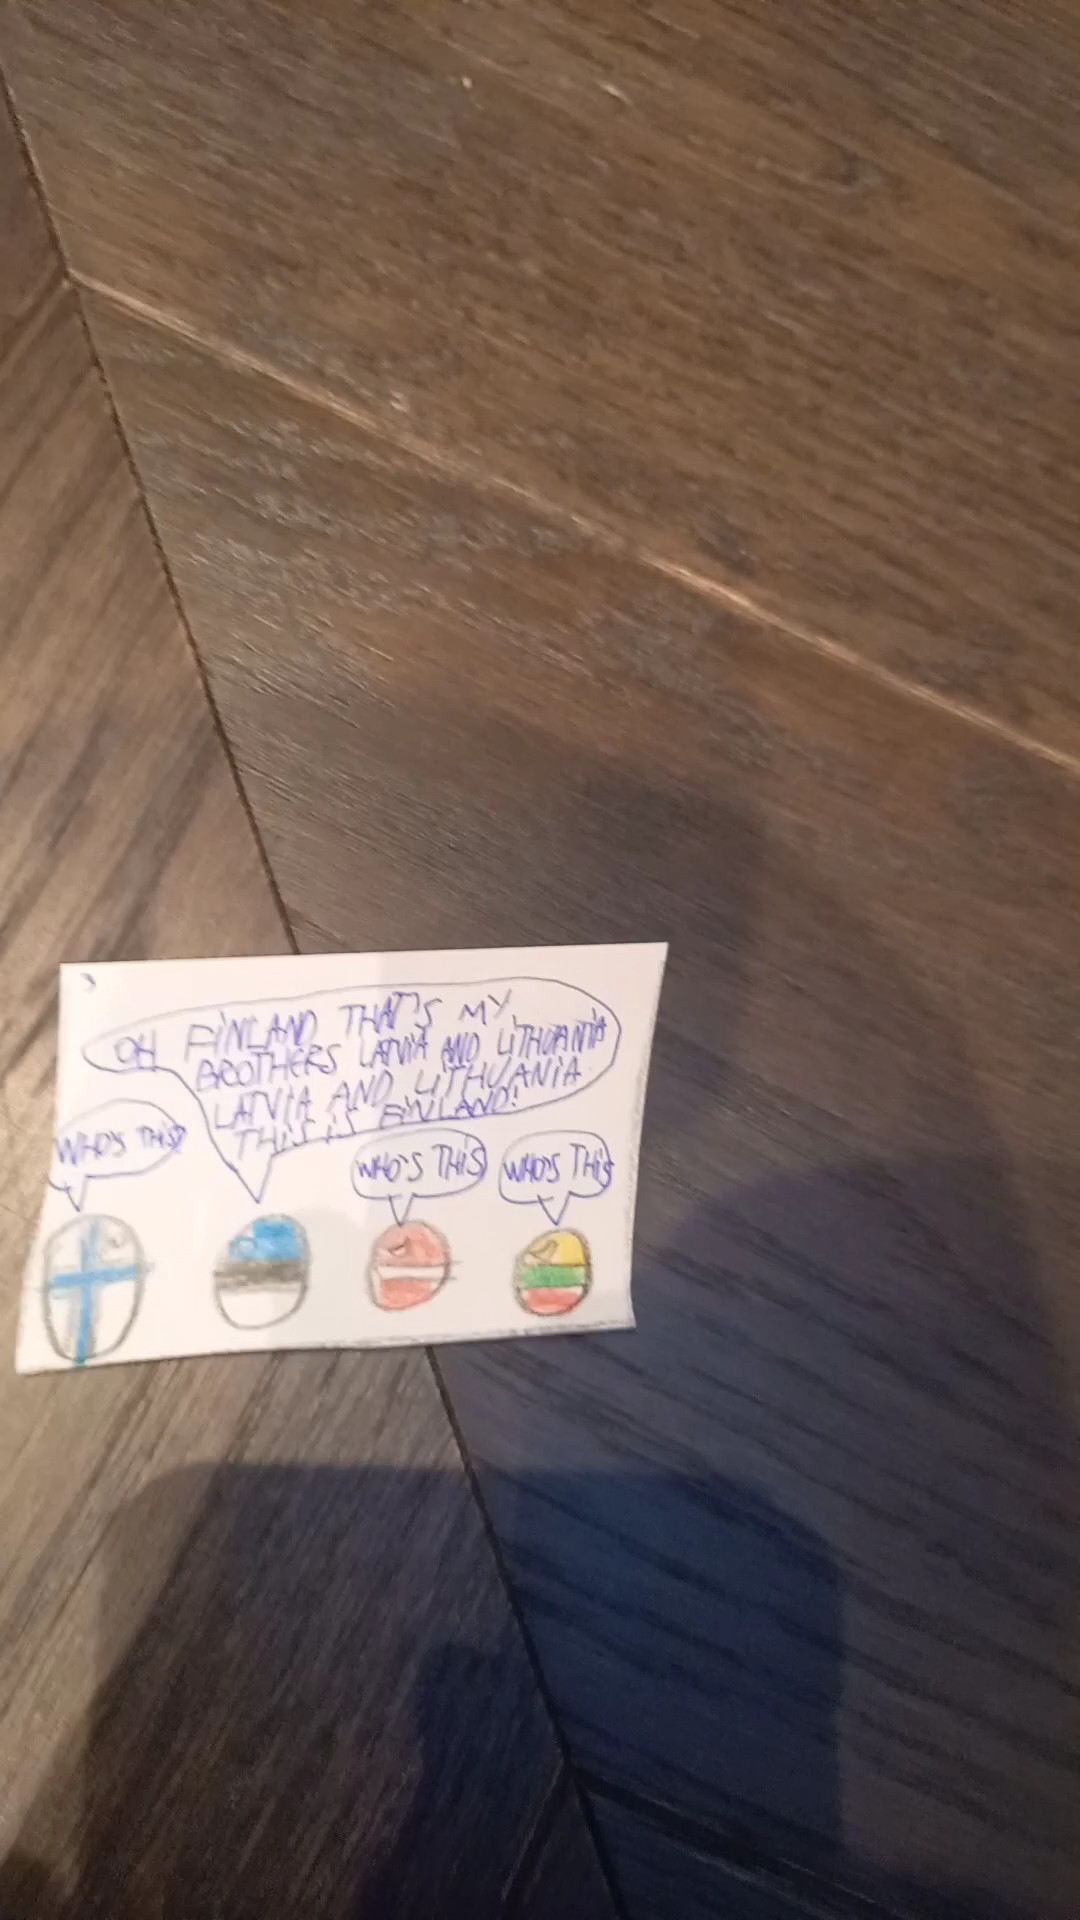 3
OH FINLAND THAT'S MY
BROTHERS LATVIA AND LITHUANIA
LATVIA AND LITHUANIA
THIS IS FINLAND!
WHO'S THIS?
WHO'S THIS
WHO'S THIS